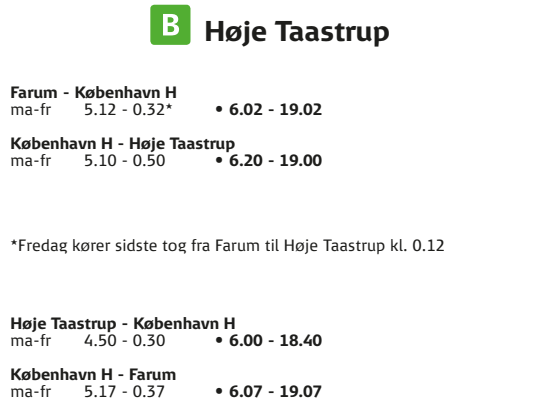 B Høje Taastrup
Farum - København H
ma-fr 5.12 - 0.32* • 6.02 - 19.02
København H - Høje Taastrup
ma-fr 5.10 - 0.50 • 6.20 - 19.00
*Fredag kører sidste tog fra Farum til Høje Taastrup kl. 0.12
Høje Taastrup - København H
ma-fr 4.50 - 0.30 • 6.00 - 18.40
København H - Farum
ma-fr 5.17 - 0.37 • 6.07 - 19.07